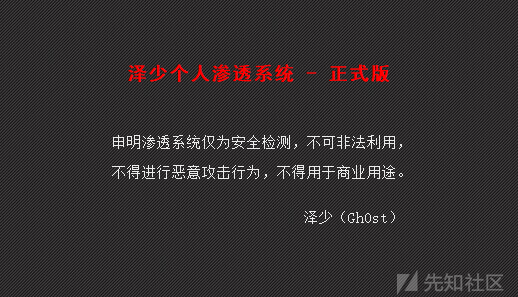 泽少个人渗透系统 - 正式版
申明渗透系统仅为安全检测，不可非法利用，
不得进行恶意攻击行为，不得用于商业用途。
泽少（Gh0st）
先知社区